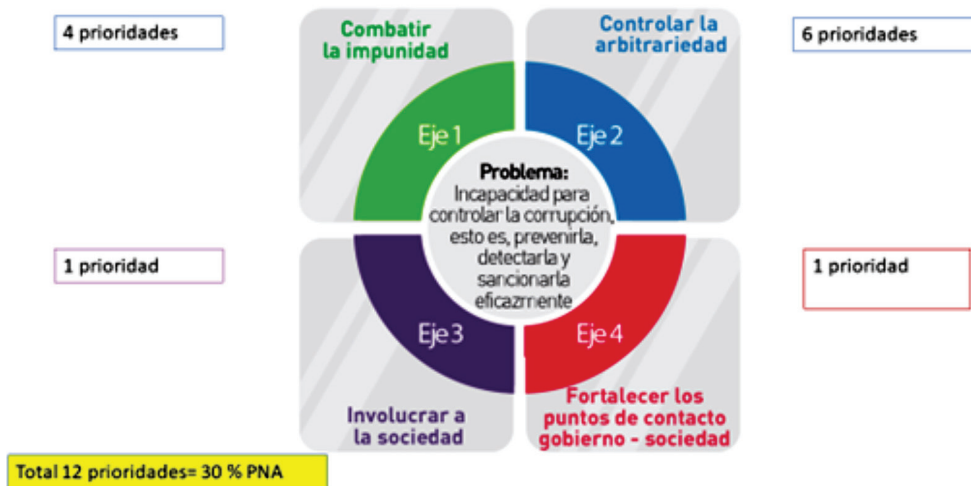 4 prioridades
Combatir
la impunidad
Controlar la
arbitrariedad
6 prioridades
Eje 1
Eje 2
Problema:
Incapacidad para
controlar la corrupción,
esto es, prevenirla,
detectarla y
sancionarla
eficazmente
1 prioridad
1 prioridad
Eje 3
Eje 4
Involucrar a
la sociedad
Fortalecer los
puntos de contacto
gobierno - sociedad
Total 12 prioridades= 30 % PNA